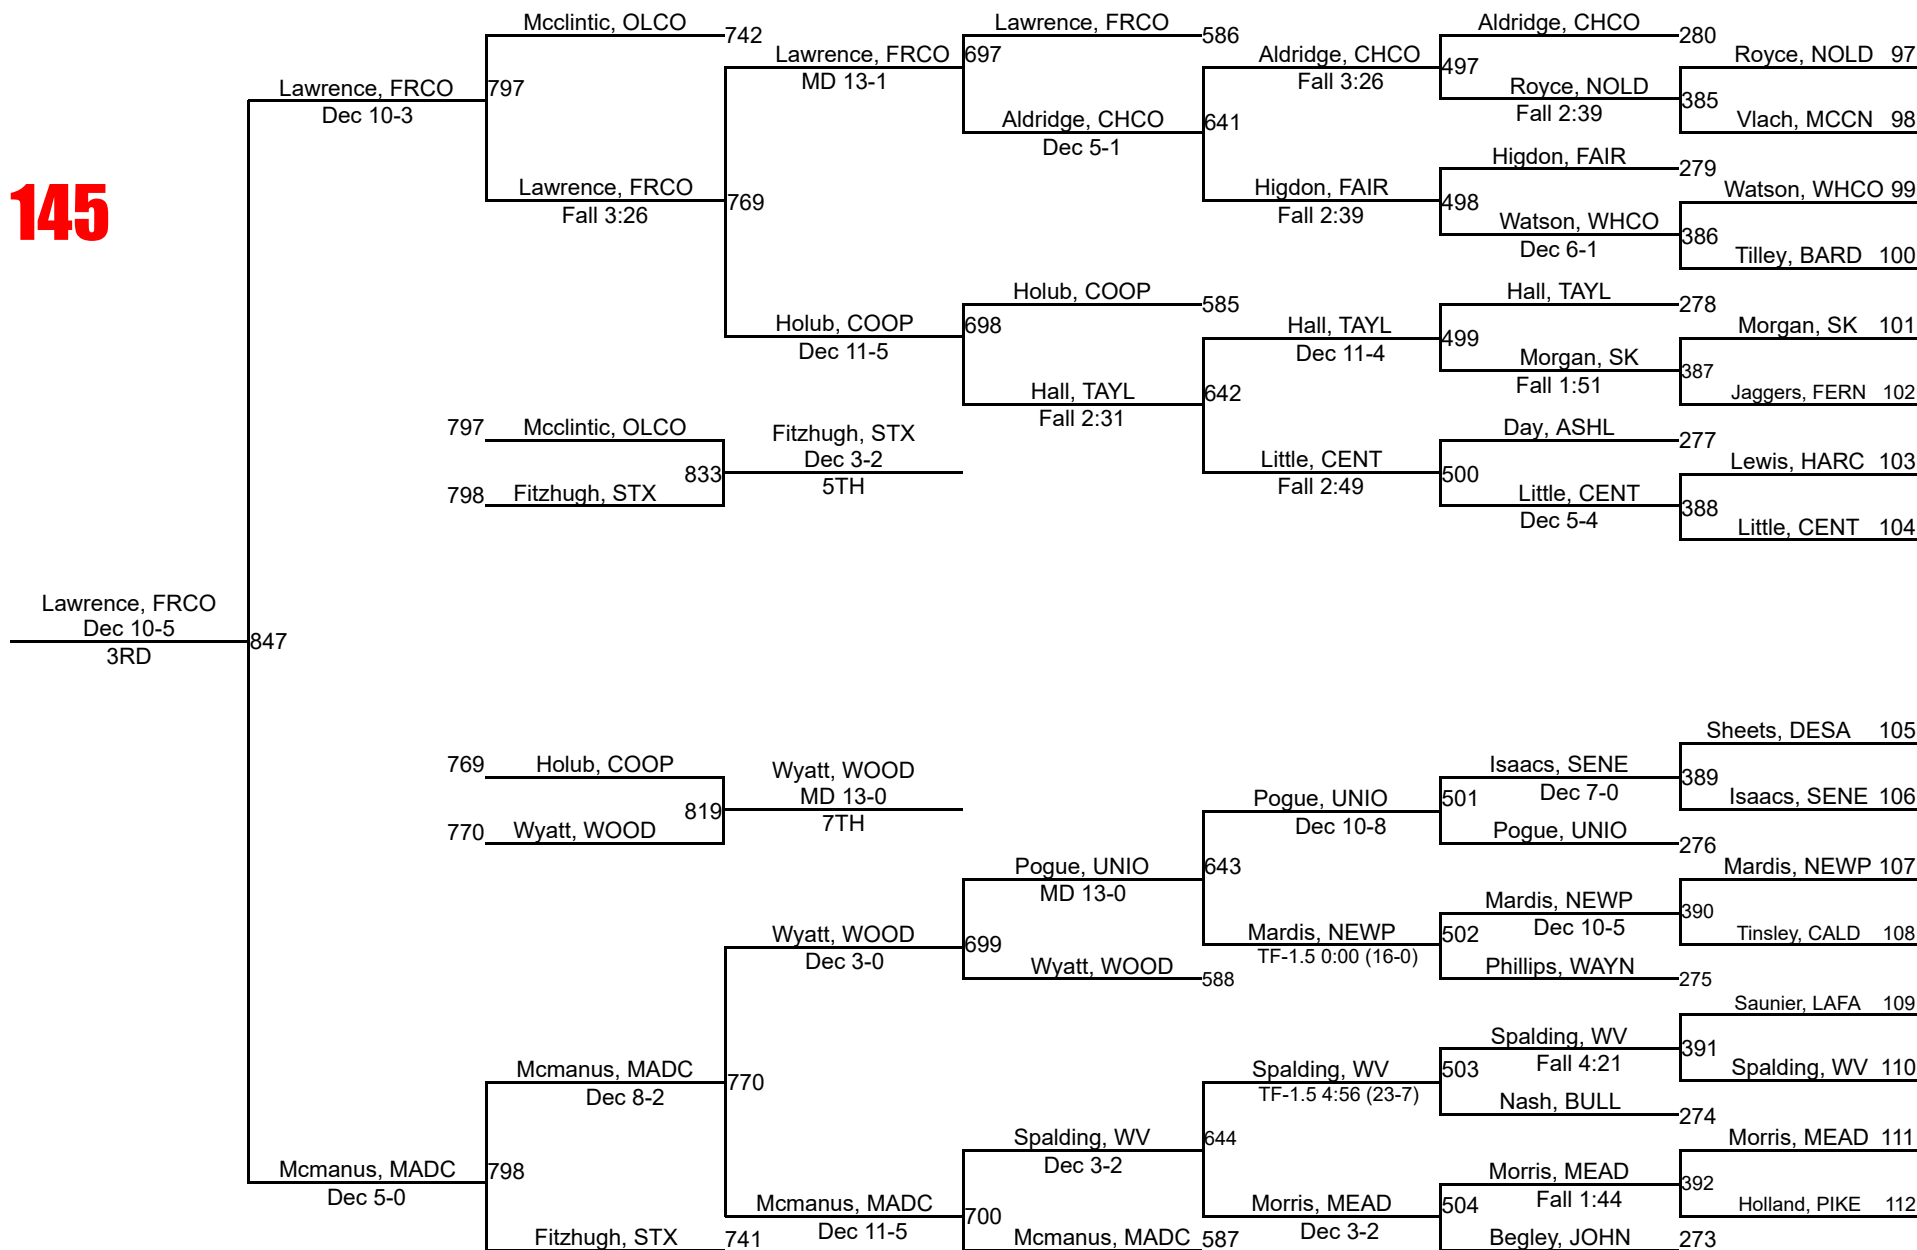 Mcclintic, OLCO
742
Lawrence, FRCO
586
Aldridge, CHCO
280
Lawrence, FRCO
MD 13-1
697
Aldridge, CHCO
Fall 3:26
497
Royce, NOLD 97
Lawrence, FRCO
Dec 10-3
797
Royce, NOLD
Fall 2:39
385
Vlach, MCCN 98
Aldridge, CHCO
Dec 5-1
641
Higdon, FAIR
279
145
Lawrence, FRCO
Fall 3:26
769
Higdon, FAIR
Fall 2:39
498
Watson, WHCO 99
Watson, WHCO
Dec 6-1
386
Tilley, BARD 100
Holub, COOP
585
Hall, TAYL
278
Holub, COOP
Dec 11-5
698
Hall, TAYL
Dec 11-4
499
Morgan, SK 101
Morgan, SK
Fall 1:51
387
Jaggers, FERN 102
Hall, TAYL
Fall 2:31
642
797
Mcclintic, OLCO
833
Fitzhugh, STX
Dec 3-2
5TH
798
Fitzhugh, STX
Day, ASHL
277
Little, CENT
Fall 2:49
500
Lewis, HARC 103
Little, CENT
Dec 5-4
388
Little, CENT 104
Lawrence, FRCO
Dec 10-5
3RD
847
Sheets, DESA 105
769
Holub, COOP
819
Wyatt, WOOD
MD 13-0
7TH
770
Wyatt, WOOD
Isaacs, SENE
Dec 7-0
389
Isaacs, SENE 106
Pogue, UNIO
Dec 10-8
501
Pogue, UNIO
276
Pogue, UNIO
MD 13-0
643
Mardis, NEWP 107
Mardis, NEWP
Dec 10-5
390
Tinsley, CALD 108
Wyatt, WOOD
Dec 3-0
699
Mardis, NEWP
TF-1.5 0:00 (16-0)
502
Wyatt, WOOD
588
Phillips, WAYN
275
Saunier, LAFA 109
Spalding, WV
Fall 4:21
391
Spalding, WV 110
Mcmanus, MADC
Dec 8-2
770
Spalding, WV
TF-1.5 4:56 (23-7)
503
Nash, BULL
274
Spalding, WV
Dec 3-2
644
Morris, MEAD 111
Mcmanus, MADC
Dec 5-0
798
Morris, MEAD
Fall 1:44
392
Holland, PIKE 112
Mcmanus, MADC
Dec 11-5
700
Morris, MEAD
Dec 3-2
504
Fitzhugh, STX
741
Mcmanus, MADC
587
Begley, JOHN
273